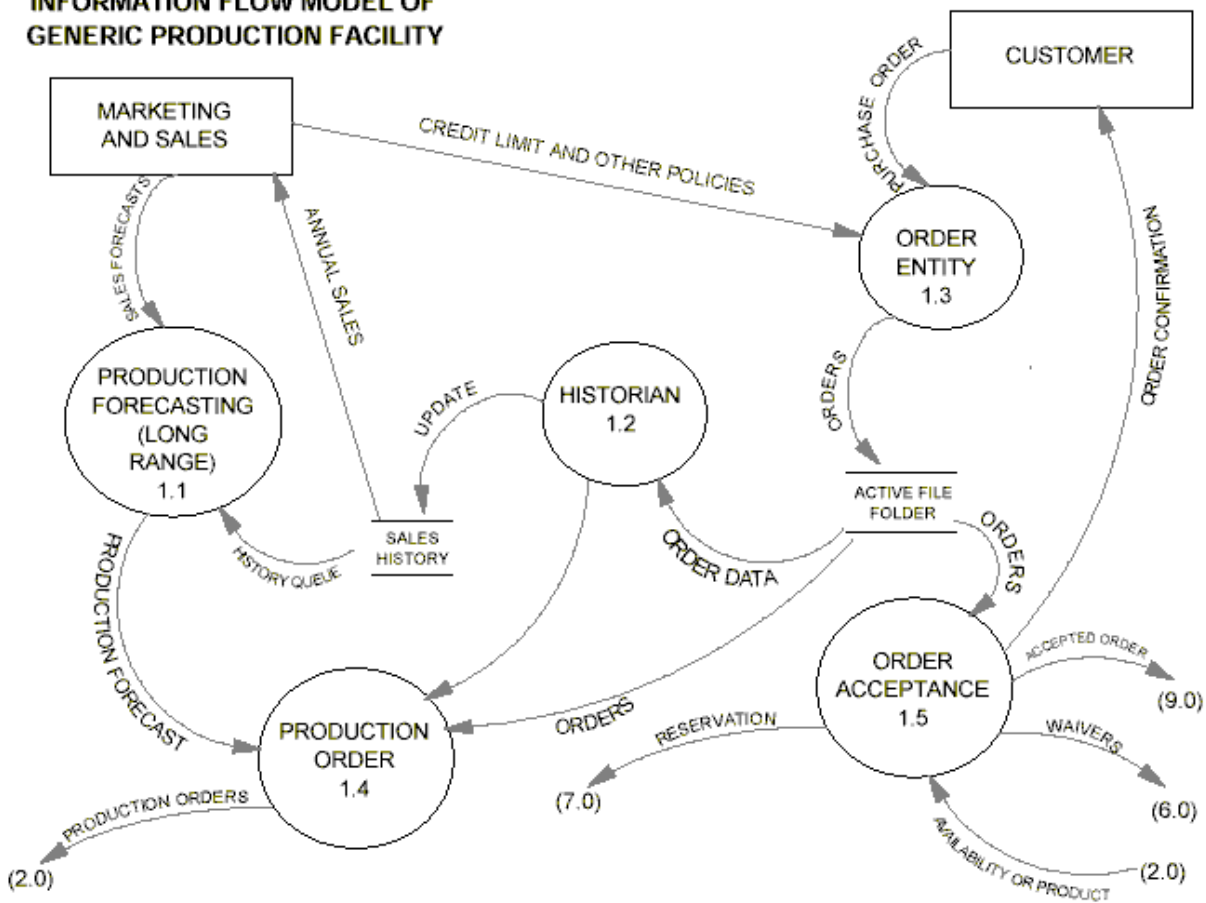 INFORMATION FLOW MODEL OF
GENERIC PRODUCTION FACILITY
CUSTOMER
MARKETING
AND SALES
PURCHASE ORDER
CREDIT LIMIT AND OTHER POLICIES
SALES FORECASTS
ANNUAL SALES
ORDER
ENTITY
1.3
ORDER CONFIRMATION
PRODUCTION
FORECASTING
(LONG
RANGE)
1.1
UPDATE
HISTORIAN
1.2
ORDERS
ACTIVE FILE
FOLDER
SALES
HISTORY
HSTORY QUEUE
ORDER DATA
ORDERS
PRODUCTION FORECAST
ORDER
ACCEPTANCE
1.5
ACCEPTED ORDER
(9.0)
PRODUCTION
ORDER
1.4
ORDERS
RESERVATION
(7.0)
WAIVERS
(6.0)
PRODUCTION ORDERS
(2.0)
AVAILABILITY OR PRODUCT
(2.0)